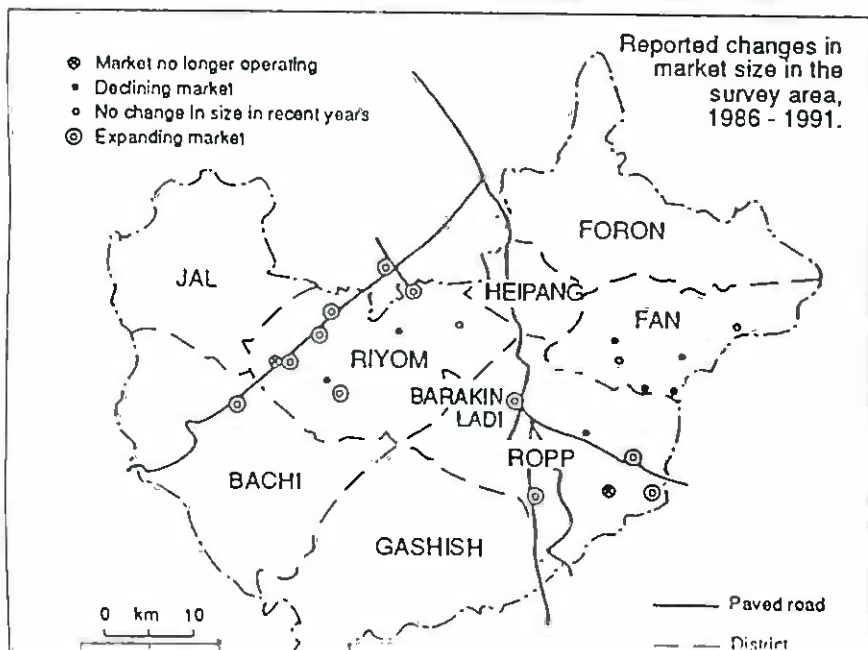 Reported changes in
market size in the
survey area,
1986 - 1991.
Market no longer operating
Declining market
No change in size in recent years
Expanding market
FORON
JAL
HEIPANG
FAN
RIYOM
BARAKIN
LADI
ROPP
BACHI
GASHISH
0 km 10
Paved road
District